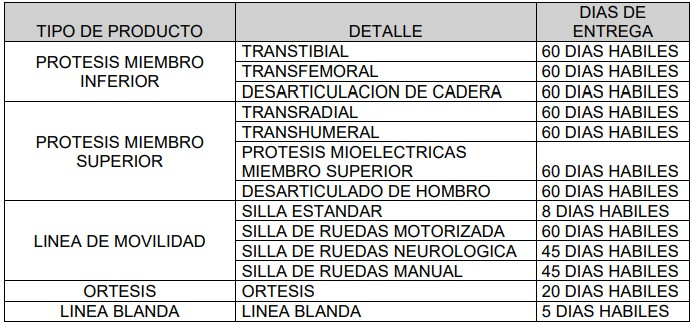 TIPO DE PRODUCTO DETALLE DIAS DE ENTREGA
PROTESIS MIEMBRO INFERIOR
TRANSTIBIAL 60 DIAS HABILES
TRANSFEMORAL 60 DIAS HABILES
DESARTICULACION DE CADERA 60 DIAS HABILES
PROTESIS MIEMBRO SUPERIOR
TRANSRADIAL 60 DIAS HABILES
TRANSHUMERAL 60 DIAS HABILES
PROTESIS MIOELECTRICAS
MIEMBRO SUPERIOR 60 DIAS HABILES
DESARTICULADO DE HOMBRO 60 DIAS HABILES
LINEA DE MOVILIDAD
SILLA ESTANDAR 8 DIAS HABILES
SILLA DE RUEDAS MOTORIZADA 60 DIAS HABILES
SILLA DE RUEDAS NEUROLOGICA 45 DIAS HABILES
SILLA DE RUEDAS MANUAL 45 DIAS HABILES
ORTESIS ORTESIS 20 DIAS HABILES
LINEA BLANDA LINEA BLANDA 5 DIAS HABILES